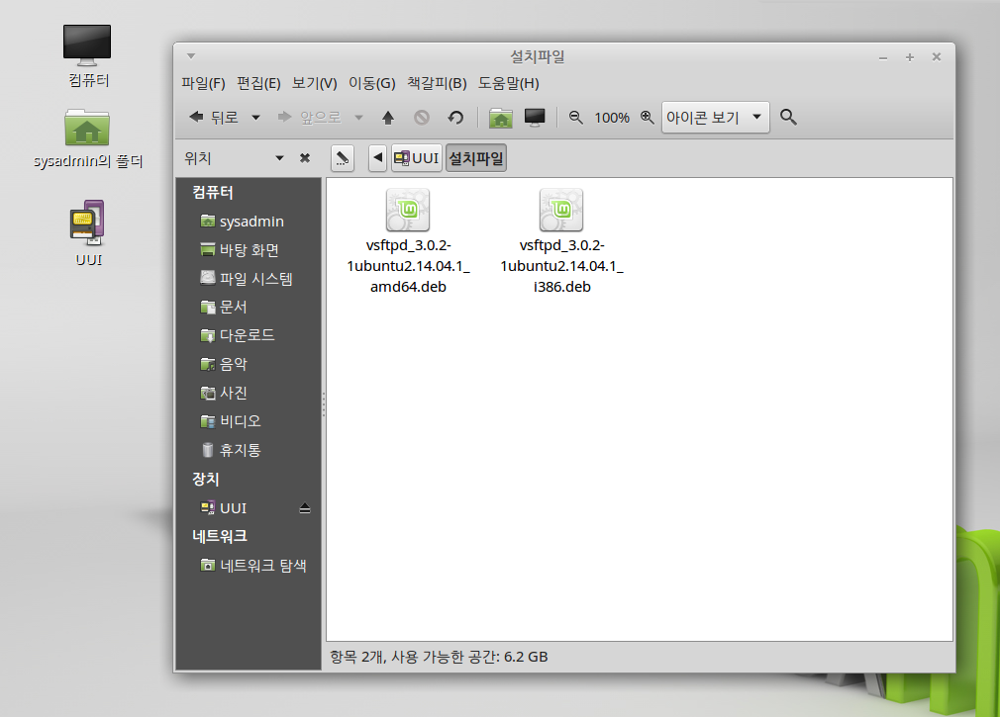 컴퓨터
sysadmin의 폴더
UUI
설치파일
파일(F) 편집(E) 보기(V) 이동(G) 책갈피(B) 도움말(H)
뒤로 앞으로 100% 아이콘 보기
위치 UUI 설치파일
컴퓨터
sysadmin
바탕 화면
파일 시스템
문서
다운로드
음악
사진
비디오
휴지통
장치
UUI
네트워크
네트워크 탐색
vsftpd_3.0.2-
1ubuntu2.14.04.1_
amd64.deb
vsftpd_3.0.2-
1ubuntu2.14.04.1_
i386.deb
항목 2개, 사용 가능한 공간: 6.2 GB